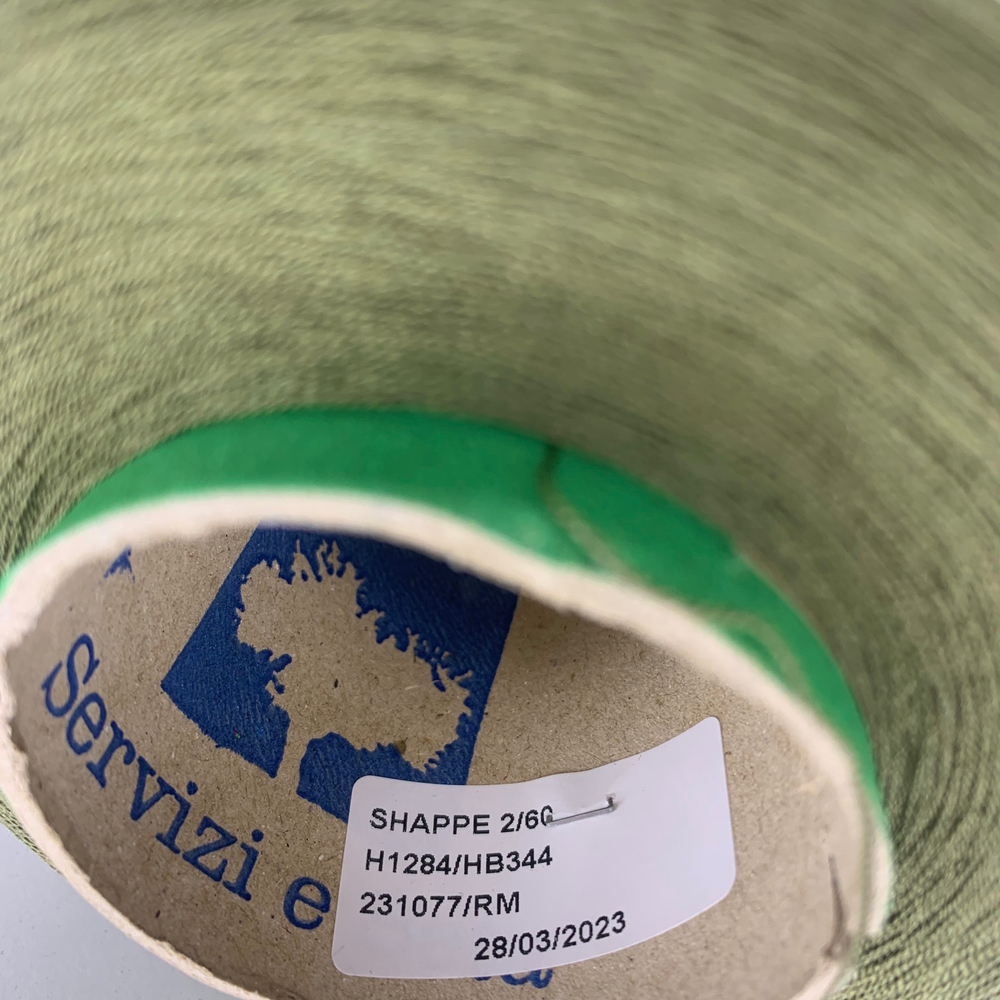 Servizi e
SHAPPE 2/60
H1284/HB344
231077/RM
28/03/2023